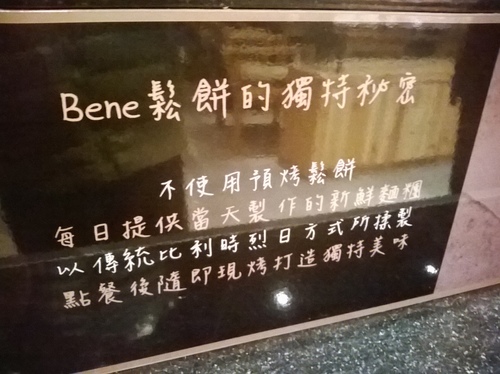 Bene鬆餅的獨特祕密
不使用預烤鬆餅
每日提供當天製作的新鮮麵糰
以傳統比利時烈日方式所揉製
點餐後隨即現烤打造獨特美味